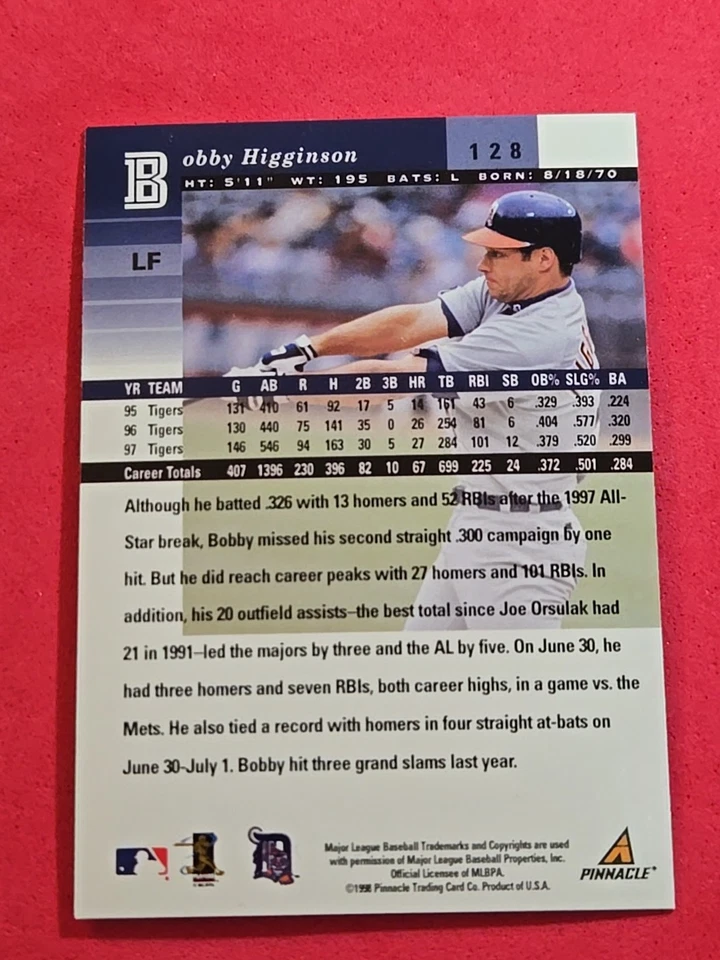 Bobby Higginson
128
HT: 5'11" WT: 195 BATS: L BORN: 8/18/70
LF
YR TEAM G AB R H 2B 3B HR TB RBI SB OB% SLG% BA
95 Tigers 131 410 61 92 17 5 14 161 43 6 .329 .393 .224
96 Tigers 130 440 75 141 35 0 26 254 81 6 .404 .577 .320
97 Tigers 146 546 94 163 30 5 27 284 101 12 .379 .520 .299
Career Totals 407 1396 230 396 82 10 67 699 225 24 .372 .501 .284
Although he batted .326 with 13 homers and 52 RBIs after the 1997 All-
Star break, Bobby missed his second straight .300 campaign by one
hit. But he did reach career peaks with 27 homers and 101 RBIs. In
addition, his 20 outfield assists–the best total since Joe Orsulak had
21 in 1991–led the majors by three and the AL by five. On June 30, he
had three homers and seven RBIs, both career highs, in a game vs. the
Mets. He also tied a record with homers in four straight at-bats on
June 30-July 1. Bobby hit three grand slams last year.
D
Major League Baseball Trademarks and Copyrights are used
with permission of Major League Baseball Properties, Inc.
Official Licensee of MLBPA.
©1998 Pinnacle Trading Card Co. Product of U.S.A.
PINNACLE